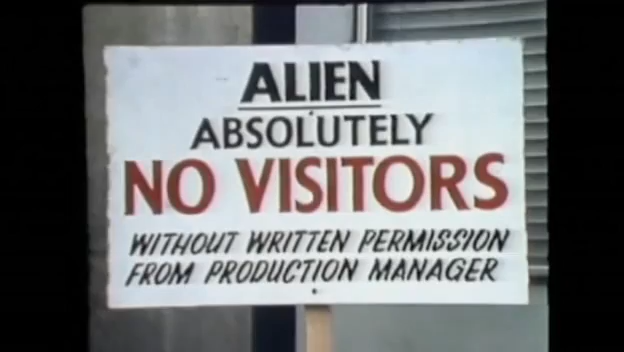 ALIEN
ABSOLUTELY
NO VISITORS
WITHOUT WRITTEN PERMISSION
FROM PRODUCTION MANAGER